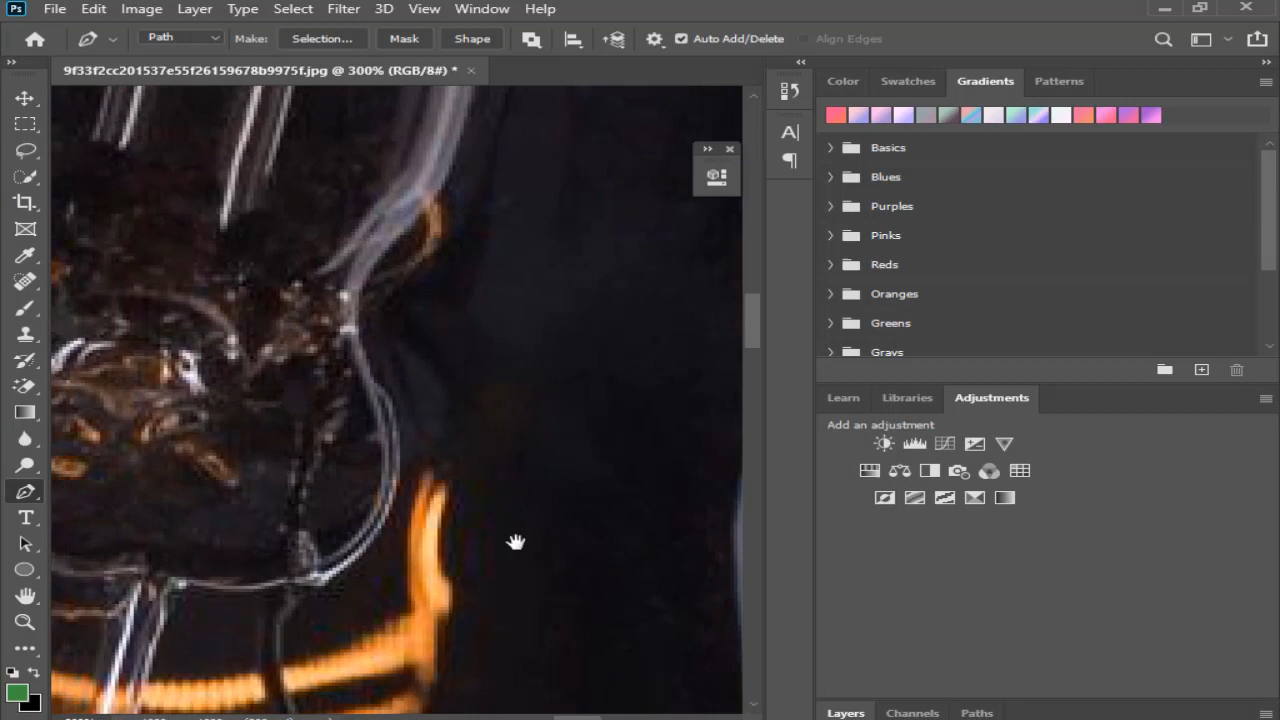 Ps File Edit Image Layer Type Select Filter 3D View Window Help
Path Make: Selection... Mask Shape Auto Add/Delete Align Edges
9f33f2cc201537e55f26159678b9975f.jpg @ 300% (RGB/8#) *
Color Swatches Gradients Patterns
Basics
Blues
Purples
Pinks
Reds
Oranges
Greens
Grays
Learn Libraries Adjustments
Add an adjustment
Layers Channels Paths